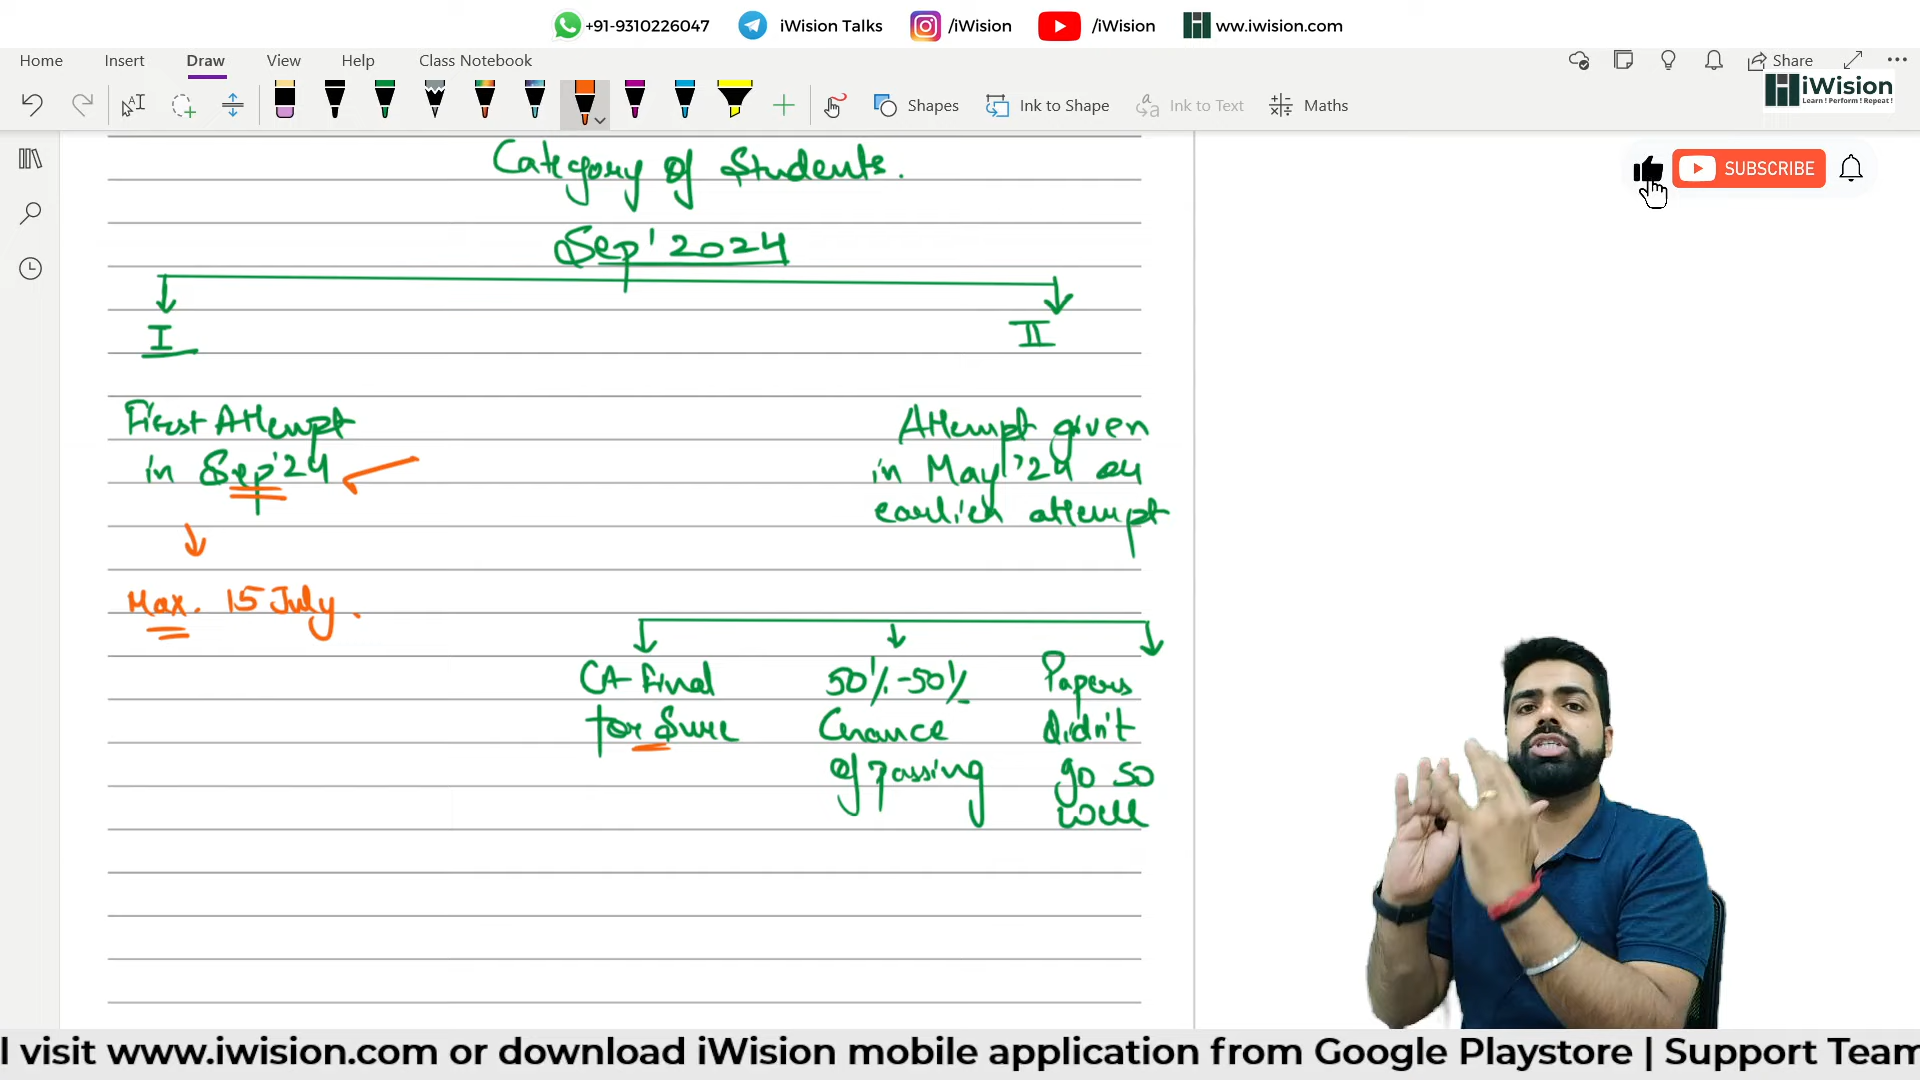 +91-9310226047 iWision Talks /iWision /iWision ww.iwision.com
Home Insert Draw View Help Class Notebook Share
Shapes Ink to Shape Ink to Text Maths
iWision
Learn ! Perform ! Repeat !
SUBSCRIBE
Category of Students.
Sep' 2024
I II
First Attempt
in Sep'24
Max. 15 July.
Attempt given
in May'24 or
earlier attempt
CA Final
for Sure
50%-50%
Chance
of passing
Papers
didn't
go so
well
l visit www.iwision.com or download iWision mobile application from Google Playstore | Support Team